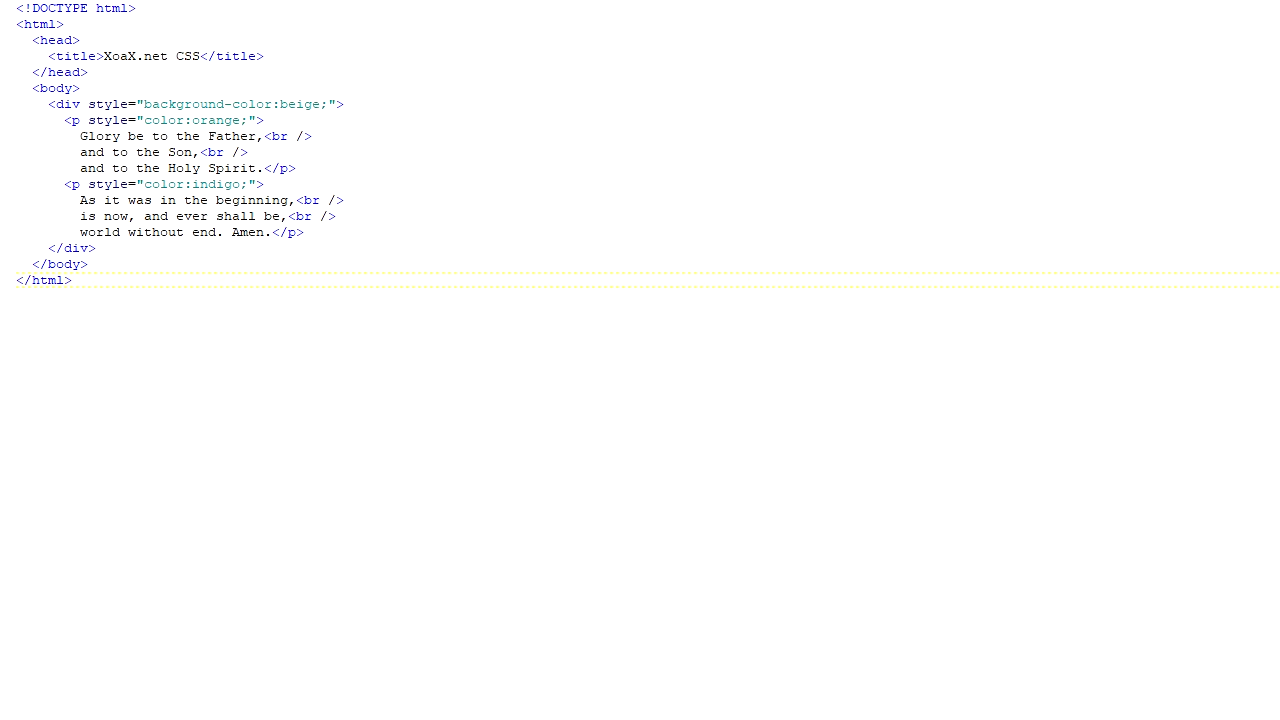 <!DOCTYPE html>
<html>
  <head>
    <title>XoaX.net CSS</title>
  </head>
  <body>
    <div style="background-color:beige;">
      <p style="color:orange;">
        Glory be to the Father,<br />
        and to the Son,<br />
        and to the Holy Spirit.</p>
      <p style="color:indigo;">
        As it was in the beginning,<br />
        is now, and ever shall be,<br />
        world without end. Amen.</p>
    </div>
  </body>
</html>